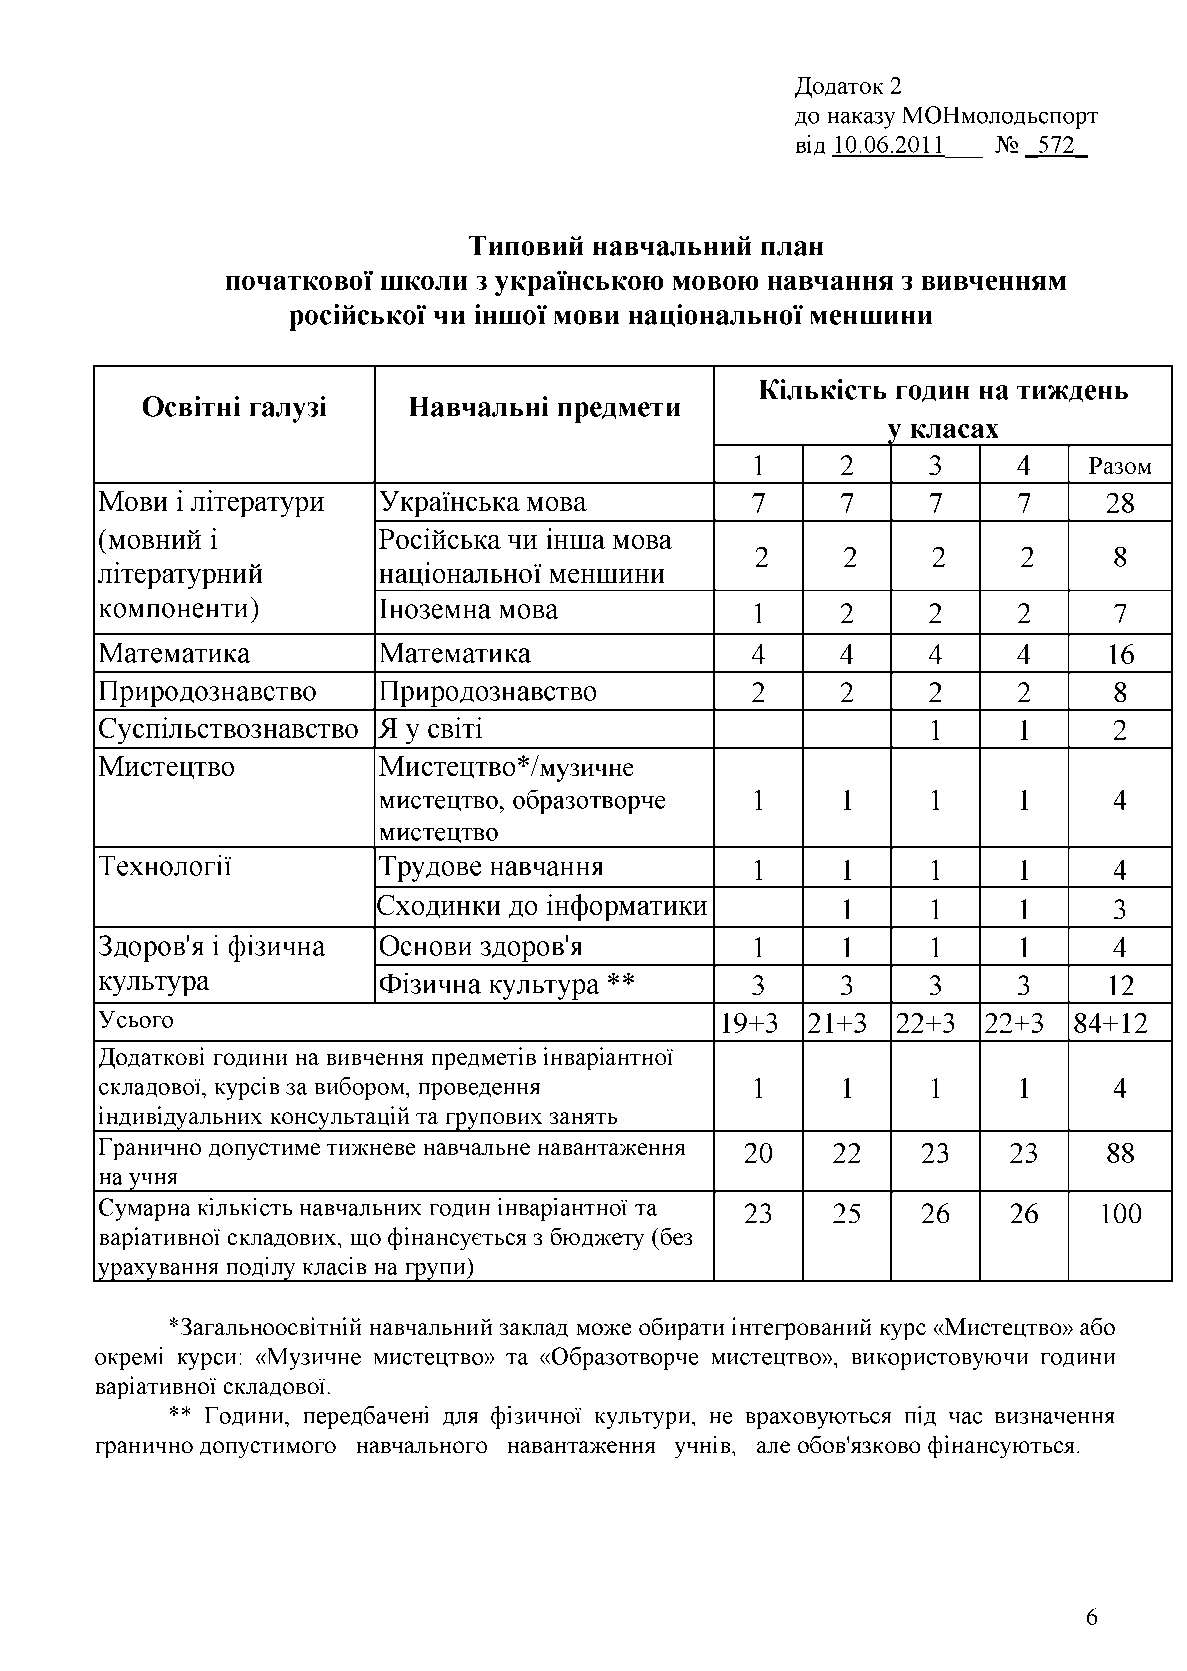 Додаток 2
до наказу МОНмолодьспорт
від 10.06.2011___ № _572_
Типовий навчальний план
початкової школи з українською мовою навчання з вивченням
російської чи іншої мови національної меншини
Освітні галузі Навчальні предмети Кількість годин на тиждень
у класах
1 2 3 4 Разом
Мови і літератури Українська мова 7 7 7 7 28
(мовний і Російська чи інша мова
літературний національної меншини 2 2 2 2 8
компоненти) Іноземна мова 1 2 2 2 7
Математика Математика 4 4 4 4 16
Природознавство Природознавство 2 2 2 2 8
Суспільствознавство Я у світі 1 1 2
Мистецтво Мистецтво*/музичне
мистецтво, образотворче 1 1 1 1 4
мистецтво
Технології Трудове навчання 1 1 1 1 4
Сходинки до інформатики 1 1 1 3
Здоров'я і фізична Основи здоров'я 1 1 1 1 4
культура Фізична культура ** 3 3 3 3 12
Усього 19+3 21+3 22+3 22+3 84+12
Додаткові години на вивчення предметів інваріантної
складової, курсів за вибором, проведення 1 1 1 1 4
індивідуальних консультацій та групових занять
Гранично допустиме тижневе навчальне навантаження 20 22 23 23 88
на учня
Сумарна кількість навчальних годин інваріантної та 23 25 26 26 100
варіативної складових, що фінансується з бюджету (без
урахування поділу класів на групи)
*Загальноосвітній навчальний заклад може обирати інтегрований курс «Мистецтво» або
окремі курси: «Музичне мистецтво» та «Образотворче мистецтво», використовуючи години
варіативної складової.
** Години, передбачені для фізичної культури, не враховуються під час визначення
гранично допустимого навчального навантаження учнів, але обов'язково фінансуються.
6